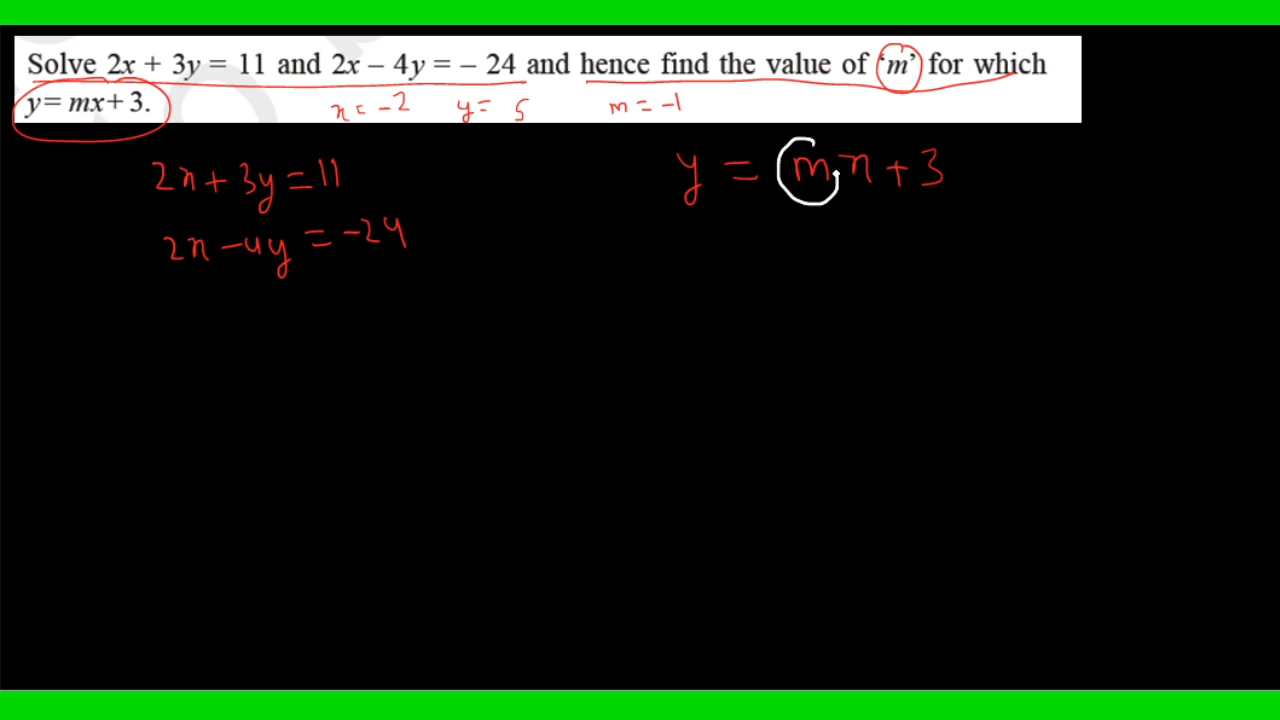 Solve 2x + 3y = 11 and 2x – 4y = – 24 and hence find the value of ‘m’ for which
y= mx+ 3.
x = -2 y = 5 m = -1
2x + 3y = 11
y = m x + 3
2x - 4y = -24